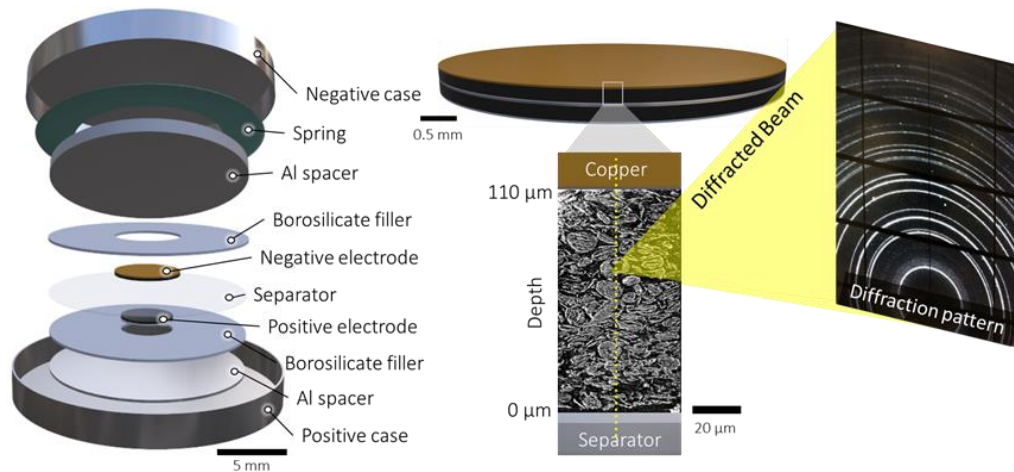 Negative case
Spring
Al spacer
Borosilicate filler
Negative electrode
Separator
Positive electrode
Borosilicate filler
Al spacer
Positive case
5 mm
0.5 mm
Copper
110 μm
Depth
0 μm
Separator
20 μm
Diffracted Beam
Diffraction pattern